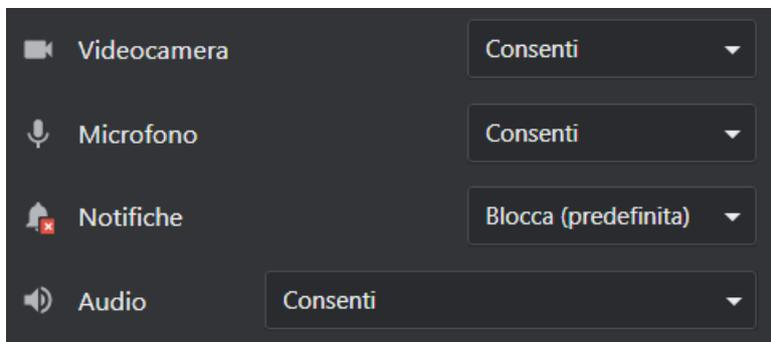 Videocamera Consenti
Microfono Consenti
Notifiche Blocca (predefinita)
Audio Consenti